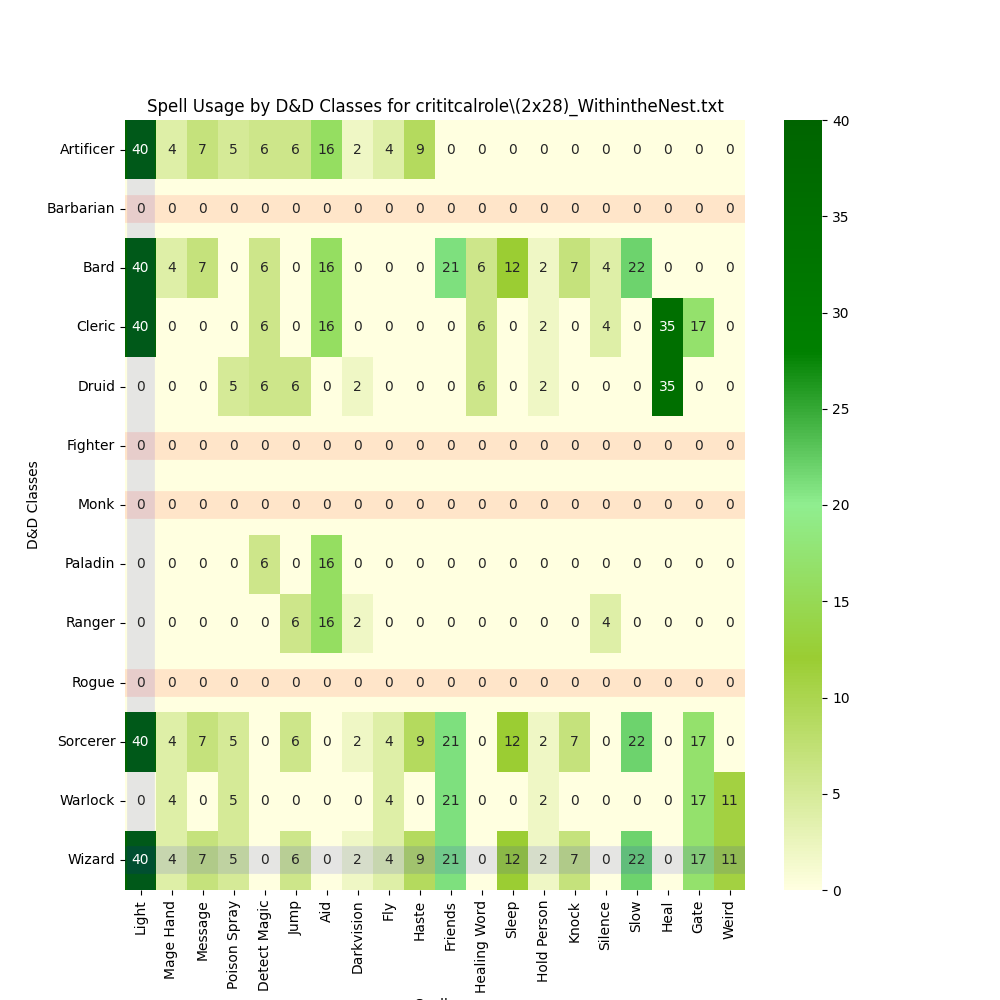 Spell Usage by D&D Classes for crititcalrole\(2x28)_WithintheNest.txt
D&D Classes
Artificer 40 4 7 5 6 6 16 2 4 9 0 0 0 0 0 0 0 0 0 0
Barbarian 0 0 0 0 0 0 0 0 0 0 0 0 0 0 0 0 0 0 0 0
Bard 40 4 7 0 6 0 16 0 0 0 21 6 12 2 7 4 22 0 0 0
Cleric 40 0 0 0 6 0 16 0 0 0 0 6 0 2 0 4 0 35 17 0
Druid 0 0 0 5 6 6 0 2 0 0 0 6 0 2 0 0 0 35 0 0
Fighter 0 0 0 0 0 0 0 0 0 0 0 0 0 0 0 0 0 0 0 0
Monk 0 0 0 0 0 0 0 0 0 0 0 0 0 0 0 0 0 0 0 0
Paladin 0 0 0 0 6 0 16 0 0 0 0 0 0 0 0 0 0 0 0 0
Ranger 0 0 0 0 0 6 16 2 0 0 0 0 0 0 0 4 0 0 0 0
Rogue 0 0 0 0 0 0 0 0 0 0 0 0 0 0 0 0 0 0 0 0
Sorcerer 40 4 7 5 0 6 0 2 4 9 21 0 12 2 7 0 22 0 17 0
Warlock 0 4 0 5 0 0 0 0 4 0 21 0 0 2 0 0 0 0 17 11
Wizard 40 4 7 5 0 6 0 2 4 9 21 0 12 2 7 0 22 0 17 11
Light
Mage Hand
Message
Poison Spray
Detect Magic
Jump
Aid
Darkvision
Fly
Haste
Friends
Healing Word
Sleep
Hold Person
Knock
Silence
Slow
Heal
Gate
Weird
40
35
30
25
20
15
10
5
0